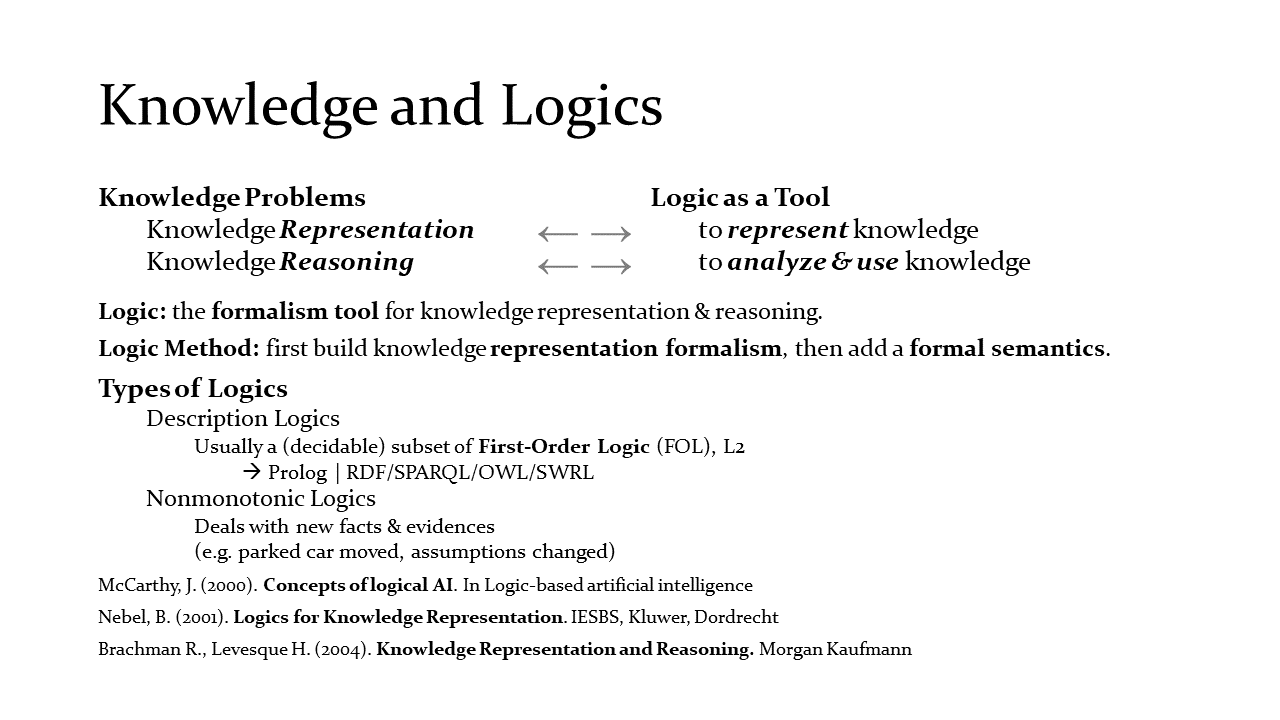 Knowledge and Logics
Knowledge Problems
Logic as a Tool
Knowledge Representation ← → to represent knowledge
Knowledge Reasoning ← → to analyze & use knowledge
Logic: the formalism tool for knowledge representation & reasoning.
Logic Method: first build knowledge representation formalism, then add a formal semantics.
Types of Logics
Description Logics
Usually a (decidable) subset of First-Order Logic (FOL), L2
→ Prolog | RDF/SPARQL/OWL/SWRL
Nonmonotonic Logics
Deals with new facts & evidences
(e.g. parked car moved, assumptions changed)
McCarthy, J. (2000). Concepts of logical AI. In Logic-based artificial intelligence
Nebel, B. (2001). Logics for Knowledge Representation. IESBS, Kluwer, Dordrecht
Brachman R., Levesque H. (2004). Knowledge Representation and Reasoning. Morgan Kaufmann